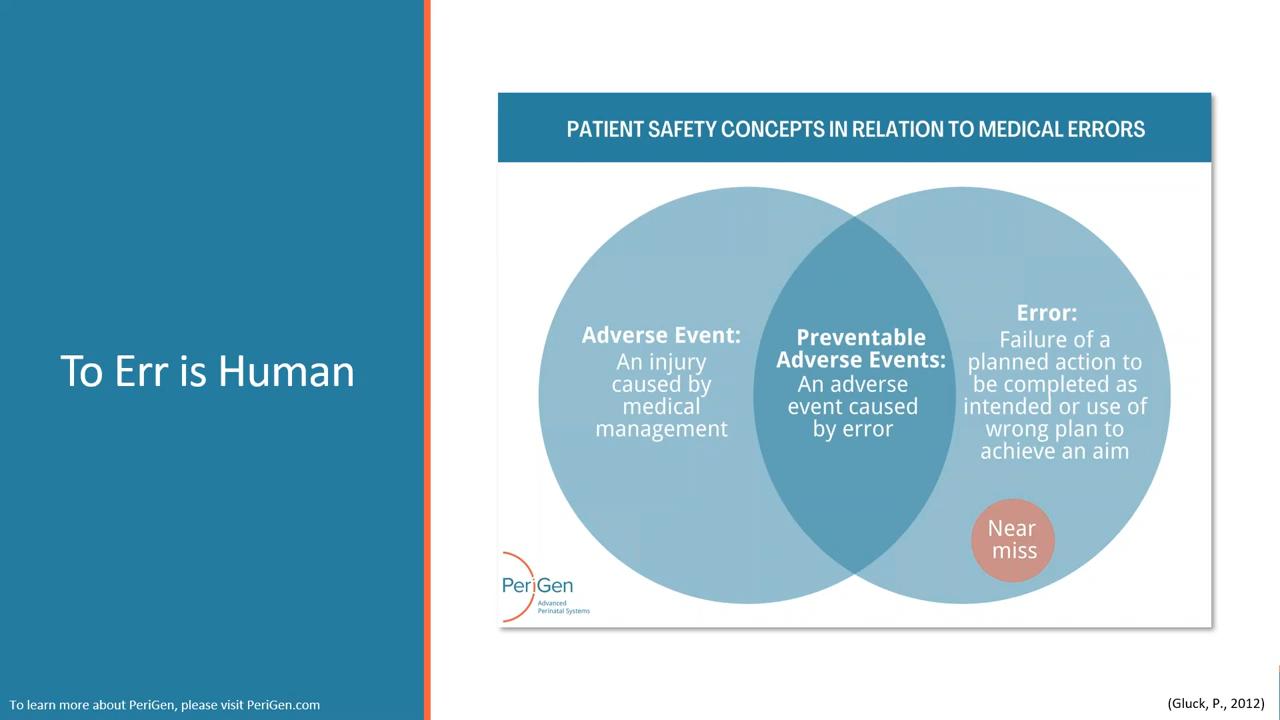 To Err is Human
To learn more about PeriGen, please visit PeriGen.com
PATIENT SAFETY CONCEPTS IN RELATION TO MEDICAL ERRORS
Adverse Event:
An injury
caused by
medical
management
Preventable
Adverse Events:
An adverse
event caused
by error
Error:
Failure of a
planned action to
be completed as
intended or use of
wrong plan to
achieve an aim
Near
miss
PeriGen
Advanced
Perinatal Systems
(Gluck, P., 2012)